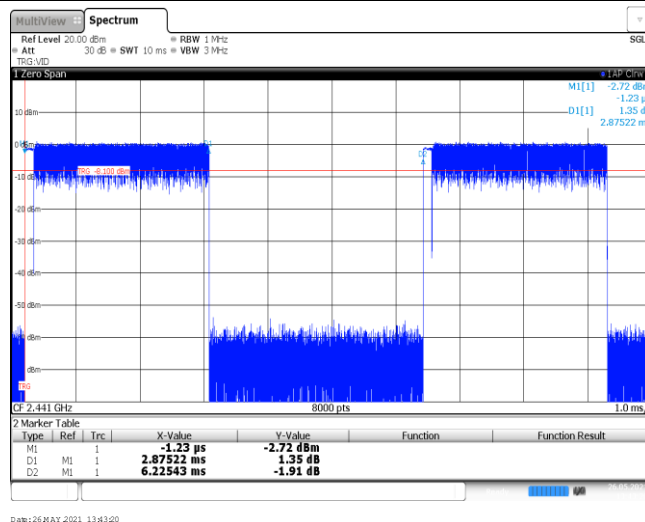 MultiView Spectrum
Ref Level 20.00 dBm RBW 1 MHz SGL
Att 30 dB SWT 10 ms VBW 3 MHz
TRG:VID
1 Zero Span 1AP Clrw
M1[1] -2.72 dBm
-1.23 µ
10 dBm D1[1] 1.35 d
2.87522 m
D1
D2
TRG -8.100 dBm
-10 dBm
-20 dBm
-30 dBm
-40 dBm
-50 dBm
dBm
dBm
TRG
CF 2.441 GHz 8000 pts 1.0 ms/
2 Marker Table
Type Ref Trc X-Value Y-Value Function Function Result
M1 1 -1.23 µs -2.72 dBm
D1 M1 1 2.87522 ms 1.35 dB
D2 M1 1 6.22543 ms -1.91 dB
Date: 26.MAY.2021 13:43:20